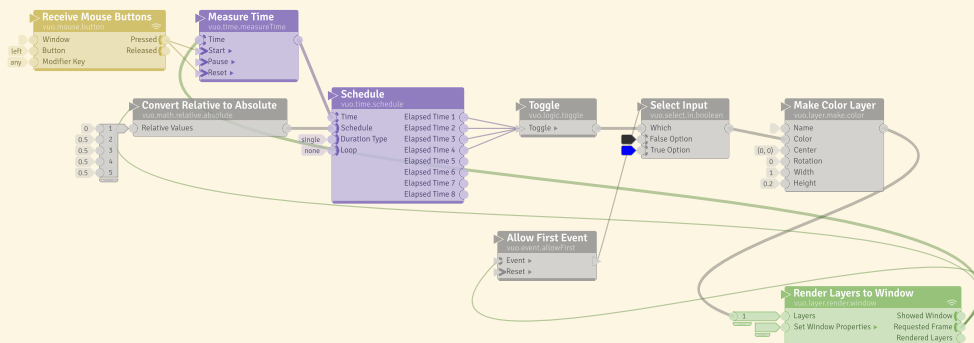 Receive Mouse Buttons
vuo.mouse.button
Window
Pressed
left
Button
Released
any
Modifier Key
Measure Time
vuo.time.measureTime
Time
Start ▸
Pause ▸
Reset ▸
Convert Relative to Absolute
vuo.math.relative.absolute
Relative Values
0 1
0.5 2
0.5 3
0.5 4
0.5 5
Schedule
vuo.time.schedule
Time
Elapsed Time 1
Schedule
Elapsed Time 2
single
Duration Type
Elapsed Time 3
none
Loop
Elapsed Time 4
Elapsed Time 5
Elapsed Time 6
Elapsed Time 7
Elapsed Time 8
Toggle
vuo.logic.toggle
Toggle ▸
Select Input
vuo.select.in.boolean
Which
False Option
True Option
Make Color Layer
vuo.layer.make.color
Name
Color
(0, 0)
Center
0
Rotation
1
Width
0.2
Height
Allow First Event
vuo.event.allowFirst
Event ▸
Reset ▸
Render Layers to Window
vuo.layer.render.window
1
Layers
Showed Window
Set Window Properties ▸
Requested Frame
Rendered Layers